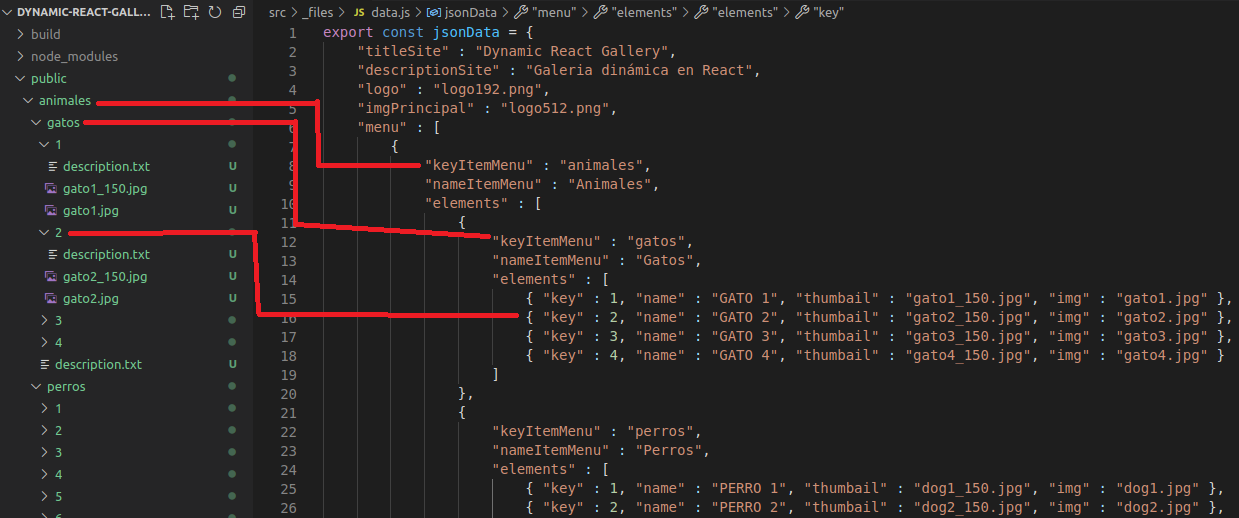 DYNAMIC-REACT-GALL...
build
node_modules
public
animales
gatos
1
description.txt U
gato1_150.jpg U
gato1.jpg U
2
description.txt U
gato2_150.jpg U
gato2.jpg U
3
4
description.txt U
perros
1
2
3
4
5
6
src > _files > JS data.js > jsonData > "menu" > "elements" > "elements" > "key"
1 export const jsonData = {
2 "titleSite" : "Dynamic React Gallery",
3 "descriptionSite" : "Galeria dinámica en React",
4 "logo" : "logo192.png",
5 "imgPrincipal" : "logo512.png",
6 "menu" : [
7 {
8 "keyItemMenu" : "animales",
9 "nameItemMenu" : "Animales",
10 "elements" : [
11 {
12 "keyItemMenu" : "gatos",
13 "nameItemMenu" : "Gatos",
14 "elements" : [
15 { "key" : 1, "name" : "GATO 1", "thumbail" : "gato1_150.jpg", "img" : "gato1.jpg" },
16 { "key" : 2, "name" : "GATO 2", "thumbail" : "gato2_150.jpg", "img" : "gato2.jpg" },
17 { "key" : 3, "name" : "GATO 3", "thumbail" : "gato3_150.jpg", "img" : "gato3.jpg" },
18 { "key" : 4, "name" : "GATO 4", "thumbail" : "gato4_150.jpg", "img" : "gato4.jpg" }
19 ]
20 },
21 {
22 "keyItemMenu" : "perros",
23 "nameItemMenu" : "Perros",
24 "elements" : [
25 { "key" : 1, "name" : "PERRO 1", "thumbail" : "dog1_150.jpg", "img" : "dog1.jpg" },
26 { "key" : 2, "name" : "PERRO 2", "thumbail" : "dog2_150.jpg", "img" : "dog2.jpg" },